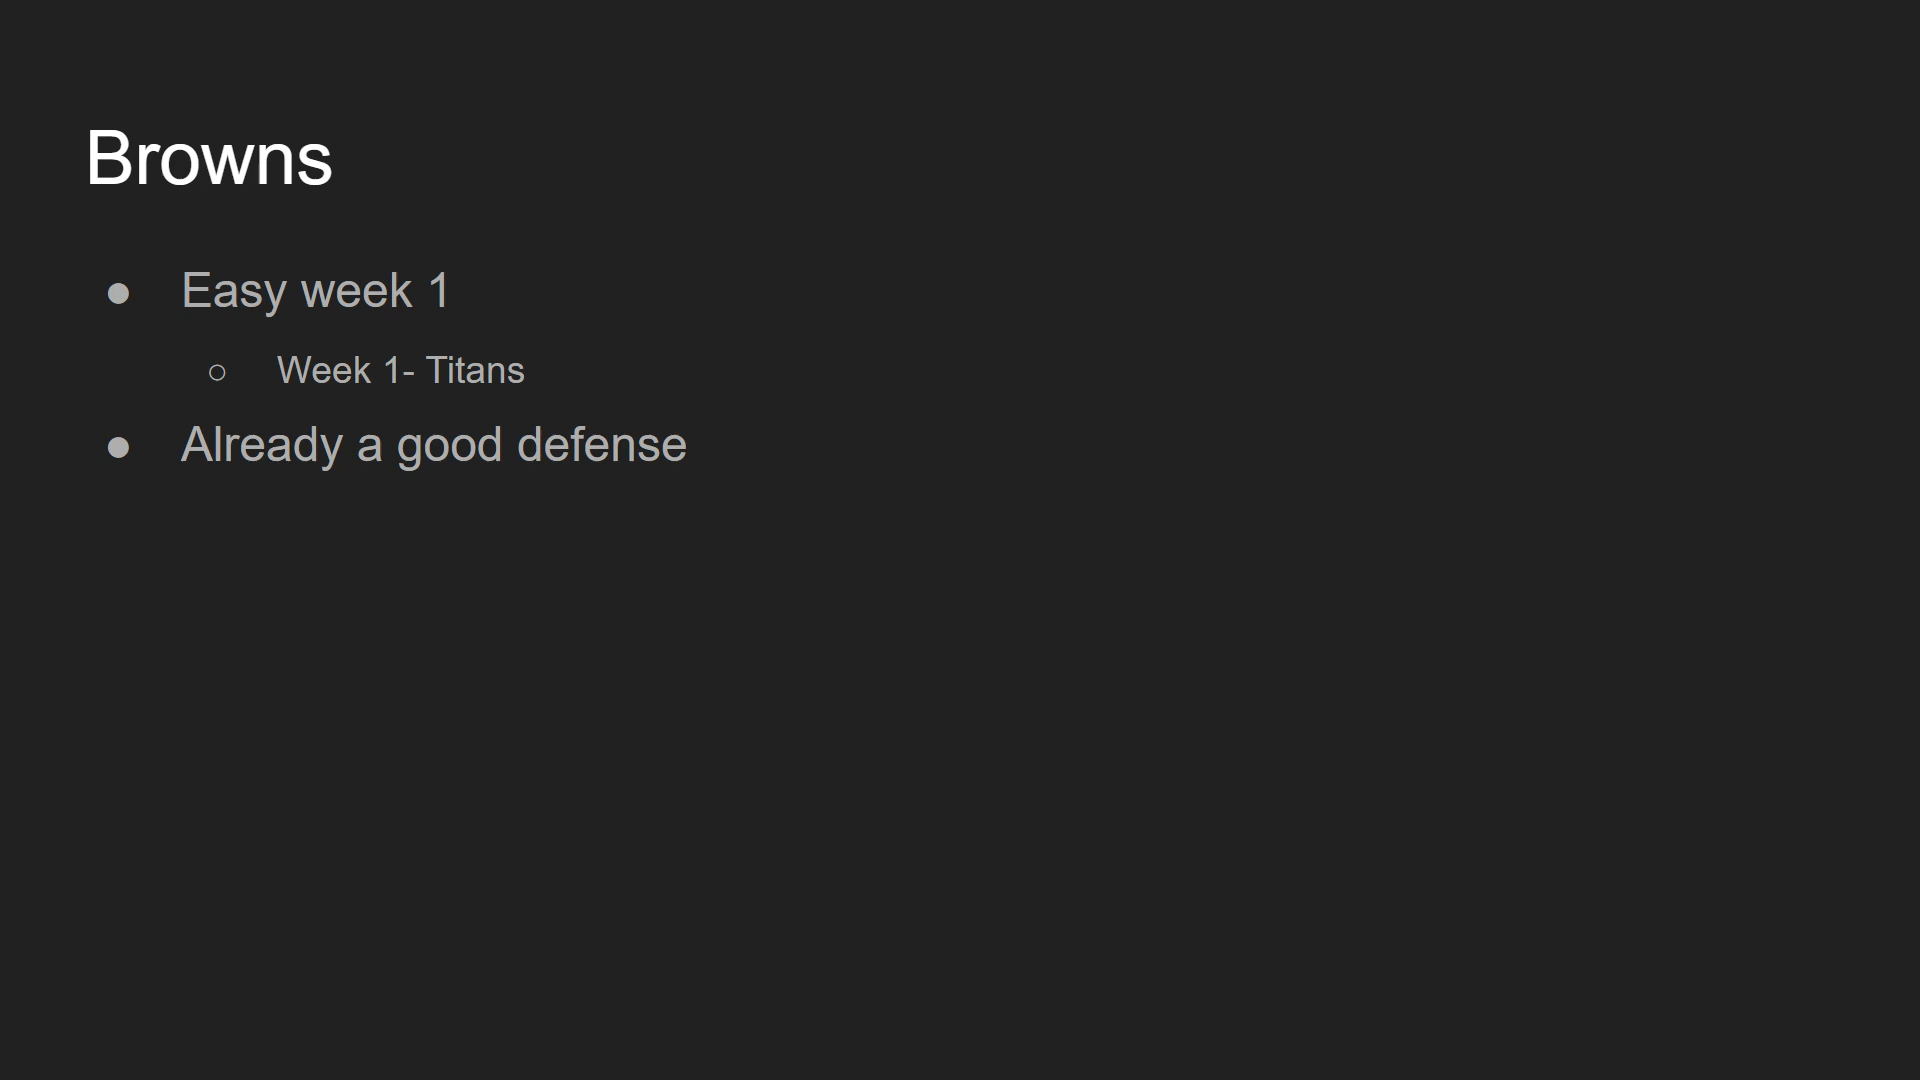 Browns
● Easy week 1
○ Week 1- Titans
● Already a good defense